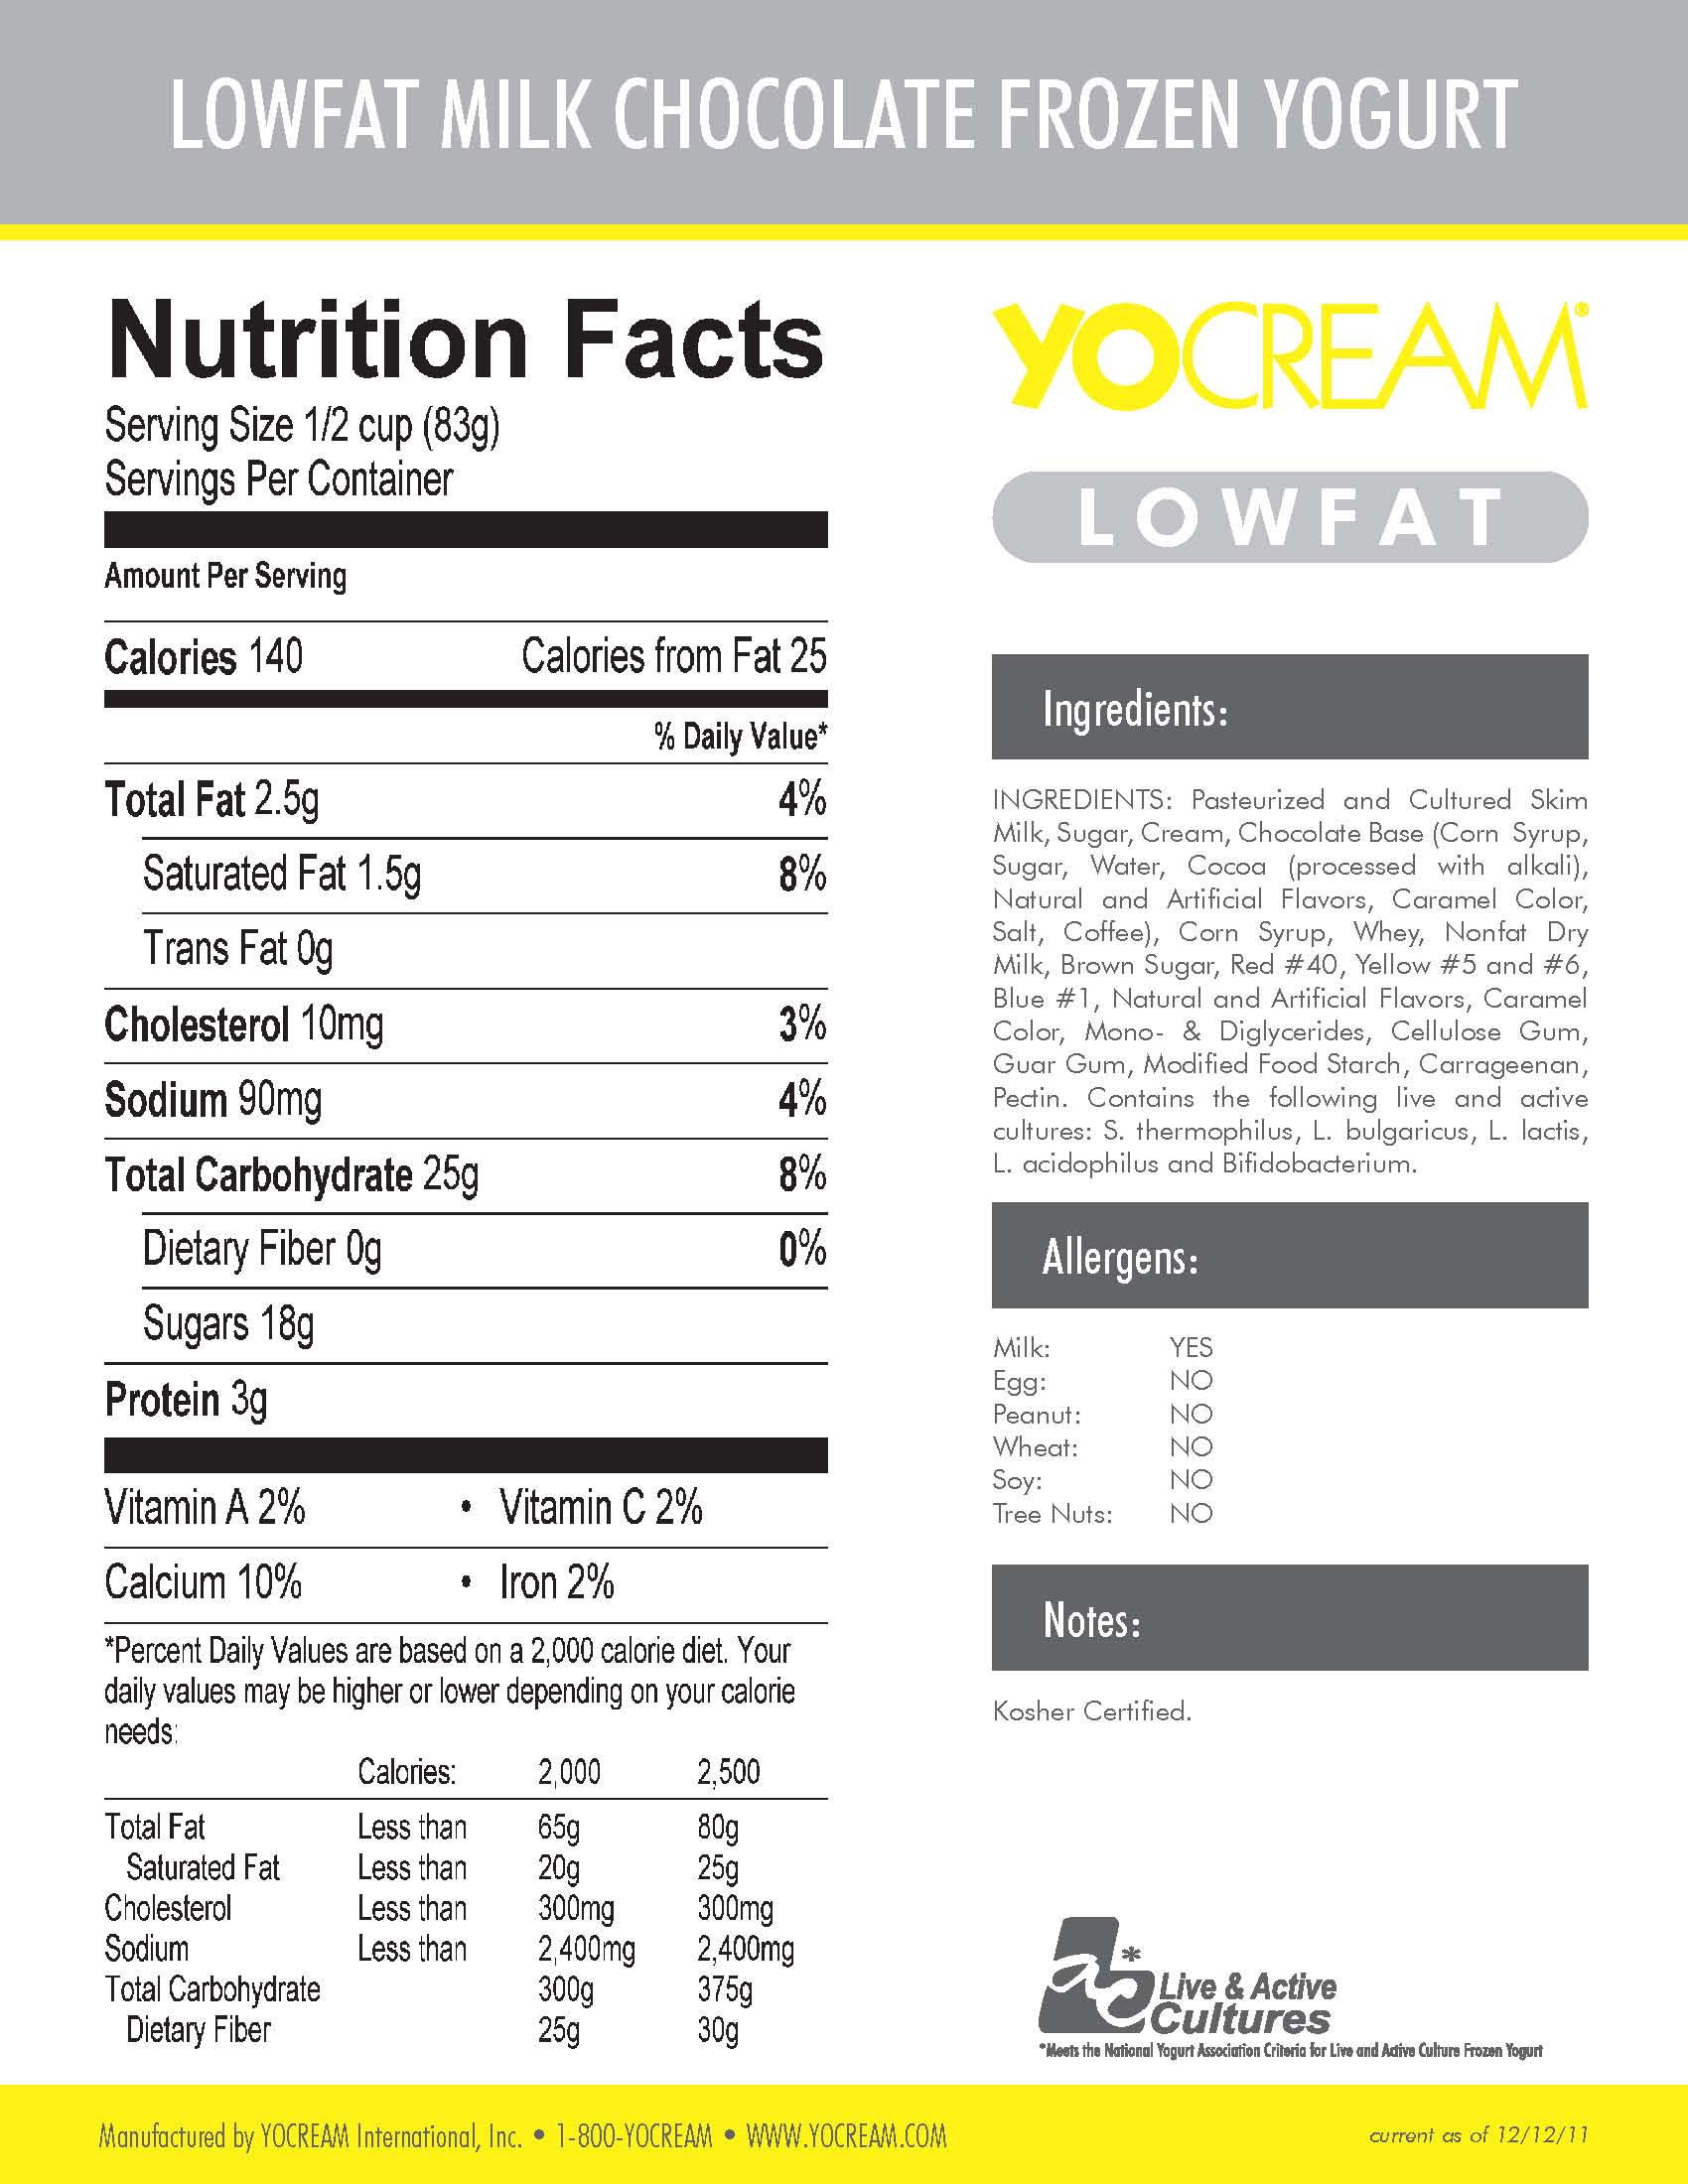 LOWFAT MILK CHOCOLATE FROZEN YOGURT
Nutrition Facts
Serving Size 1/2 cup (83g)
Servings Per Container
Amount Per Serving
Calories 140 Calories from Fat 25
% Daily Value*
Total Fat 2.5g 4%
Saturated Fat 1.5g 8%
Trans Fat 0g
Cholesterol 10mg 3%
Sodium 90mg 4%
Total Carbohydrate 25g 8%
Dietary Fiber 0g 0%
Sugars 18g
Protein 3g
Vitamin A 2% • Vitamin C 2%
Calcium 10% • Iron 2%
*Percent Daily Values are based on a 2,000 calorie diet. Your
daily values may be higher or lower depending on your calorie
needs:
Calories: 2,000 2,500
Total Fat Less than 65g 80g
Saturated Fat Less than 20g 25g
Cholesterol Less than 300mg 300mg
Sodium Less than 2,400mg 2,400mg
Total Carbohydrate 300g 375g
Dietary Fiber 25g 30g
YOCREAM®
LOWFAT
Ingredients:
INGREDIENTS: Pasteurized and Cultured Skim
Milk, Sugar, Cream, Chocolate Base (Corn Syrup,
Sugar, Water, Cocoa (processed with alkali),
Natural and Artificial Flavors, Caramel Color,
Salt, Coffee), Corn Syrup, Whey, Nonfat Dry
Milk, Brown Sugar, Red #40, Yellow #5 and #6,
Blue #1, Natural and Artificial Flavors, Caramel
Color, Mono- & Diglycerides, Cellulose Gum,
Guar Gum, Modified Food Starch, Carrageenan,
Pectin. Contains the following live and active
cultures: S. thermophilus, L. bulgaricus, L. lactis,
L. acidophilus and Bifidobacterium.
Allergens:
Milk: YES
Egg: NO
Peanut: NO
Wheat: NO
Soy: NO
Tree Nuts: NO
Notes:
Kosher Certified.
ac*
Live & Active
Cultures
*Meets the National Yogurt Association Criteria for Live and Active Culture Frozen Yogurt
Manufactured by YOCREAM International, Inc. • 1-800-YOCREAM • WWW.YOCREAM.COM
current as of 12/12/11